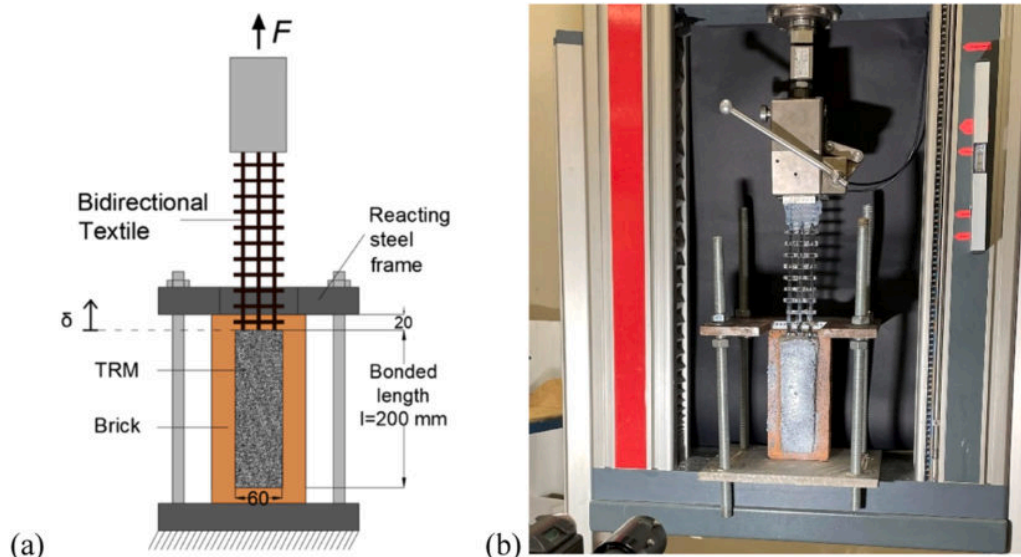 F
Bidirectional
Textile
Reacting
steel
frame
δ
20
TRM
Bonded
length
l=200 mm
Brick
60
(a)
(b)